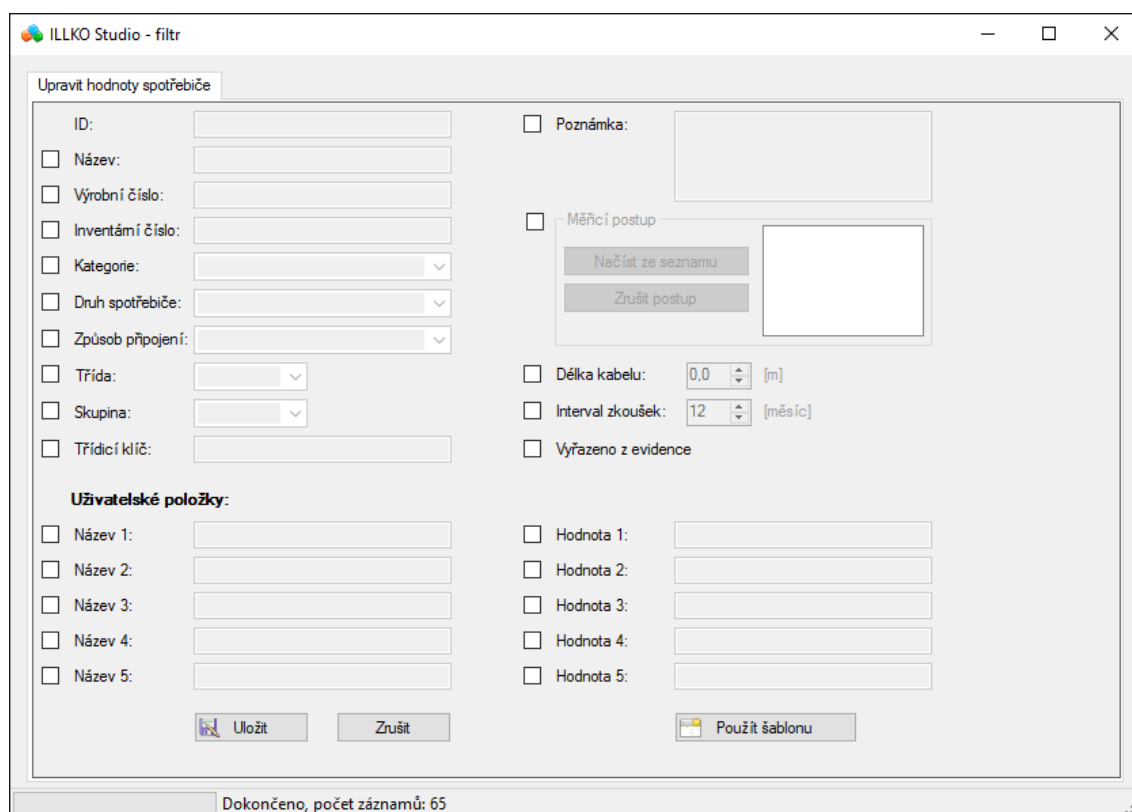 ILLKO Studio - filtr
Upravit hodnoty spotřebiče
ID:
Název:
Výrobní číslo:
Inventární číslo:
Kategorie:
Druh spotřebiče:
Způsob připojení:
Třída:
Skupina:
Třídicí klíč:
Poznámka:
Měřicí postup
Načíst ze seznamu
Zrušit postup
Délka kabelu: 0,0 [m]
Interval zkoušek: 12 [měsíc]
Vyřazeno z evidence
Uživatelské položky:
Název 1:
Název 2:
Název 3:
Název 4:
Název 5:
Hodnota 1:
Hodnota 2:
Hodnota 3:
Hodnota 4:
Hodnota 5:
Uložit
Zrušit
Použít šablonu
Dokončeno, počet záznamů: 65